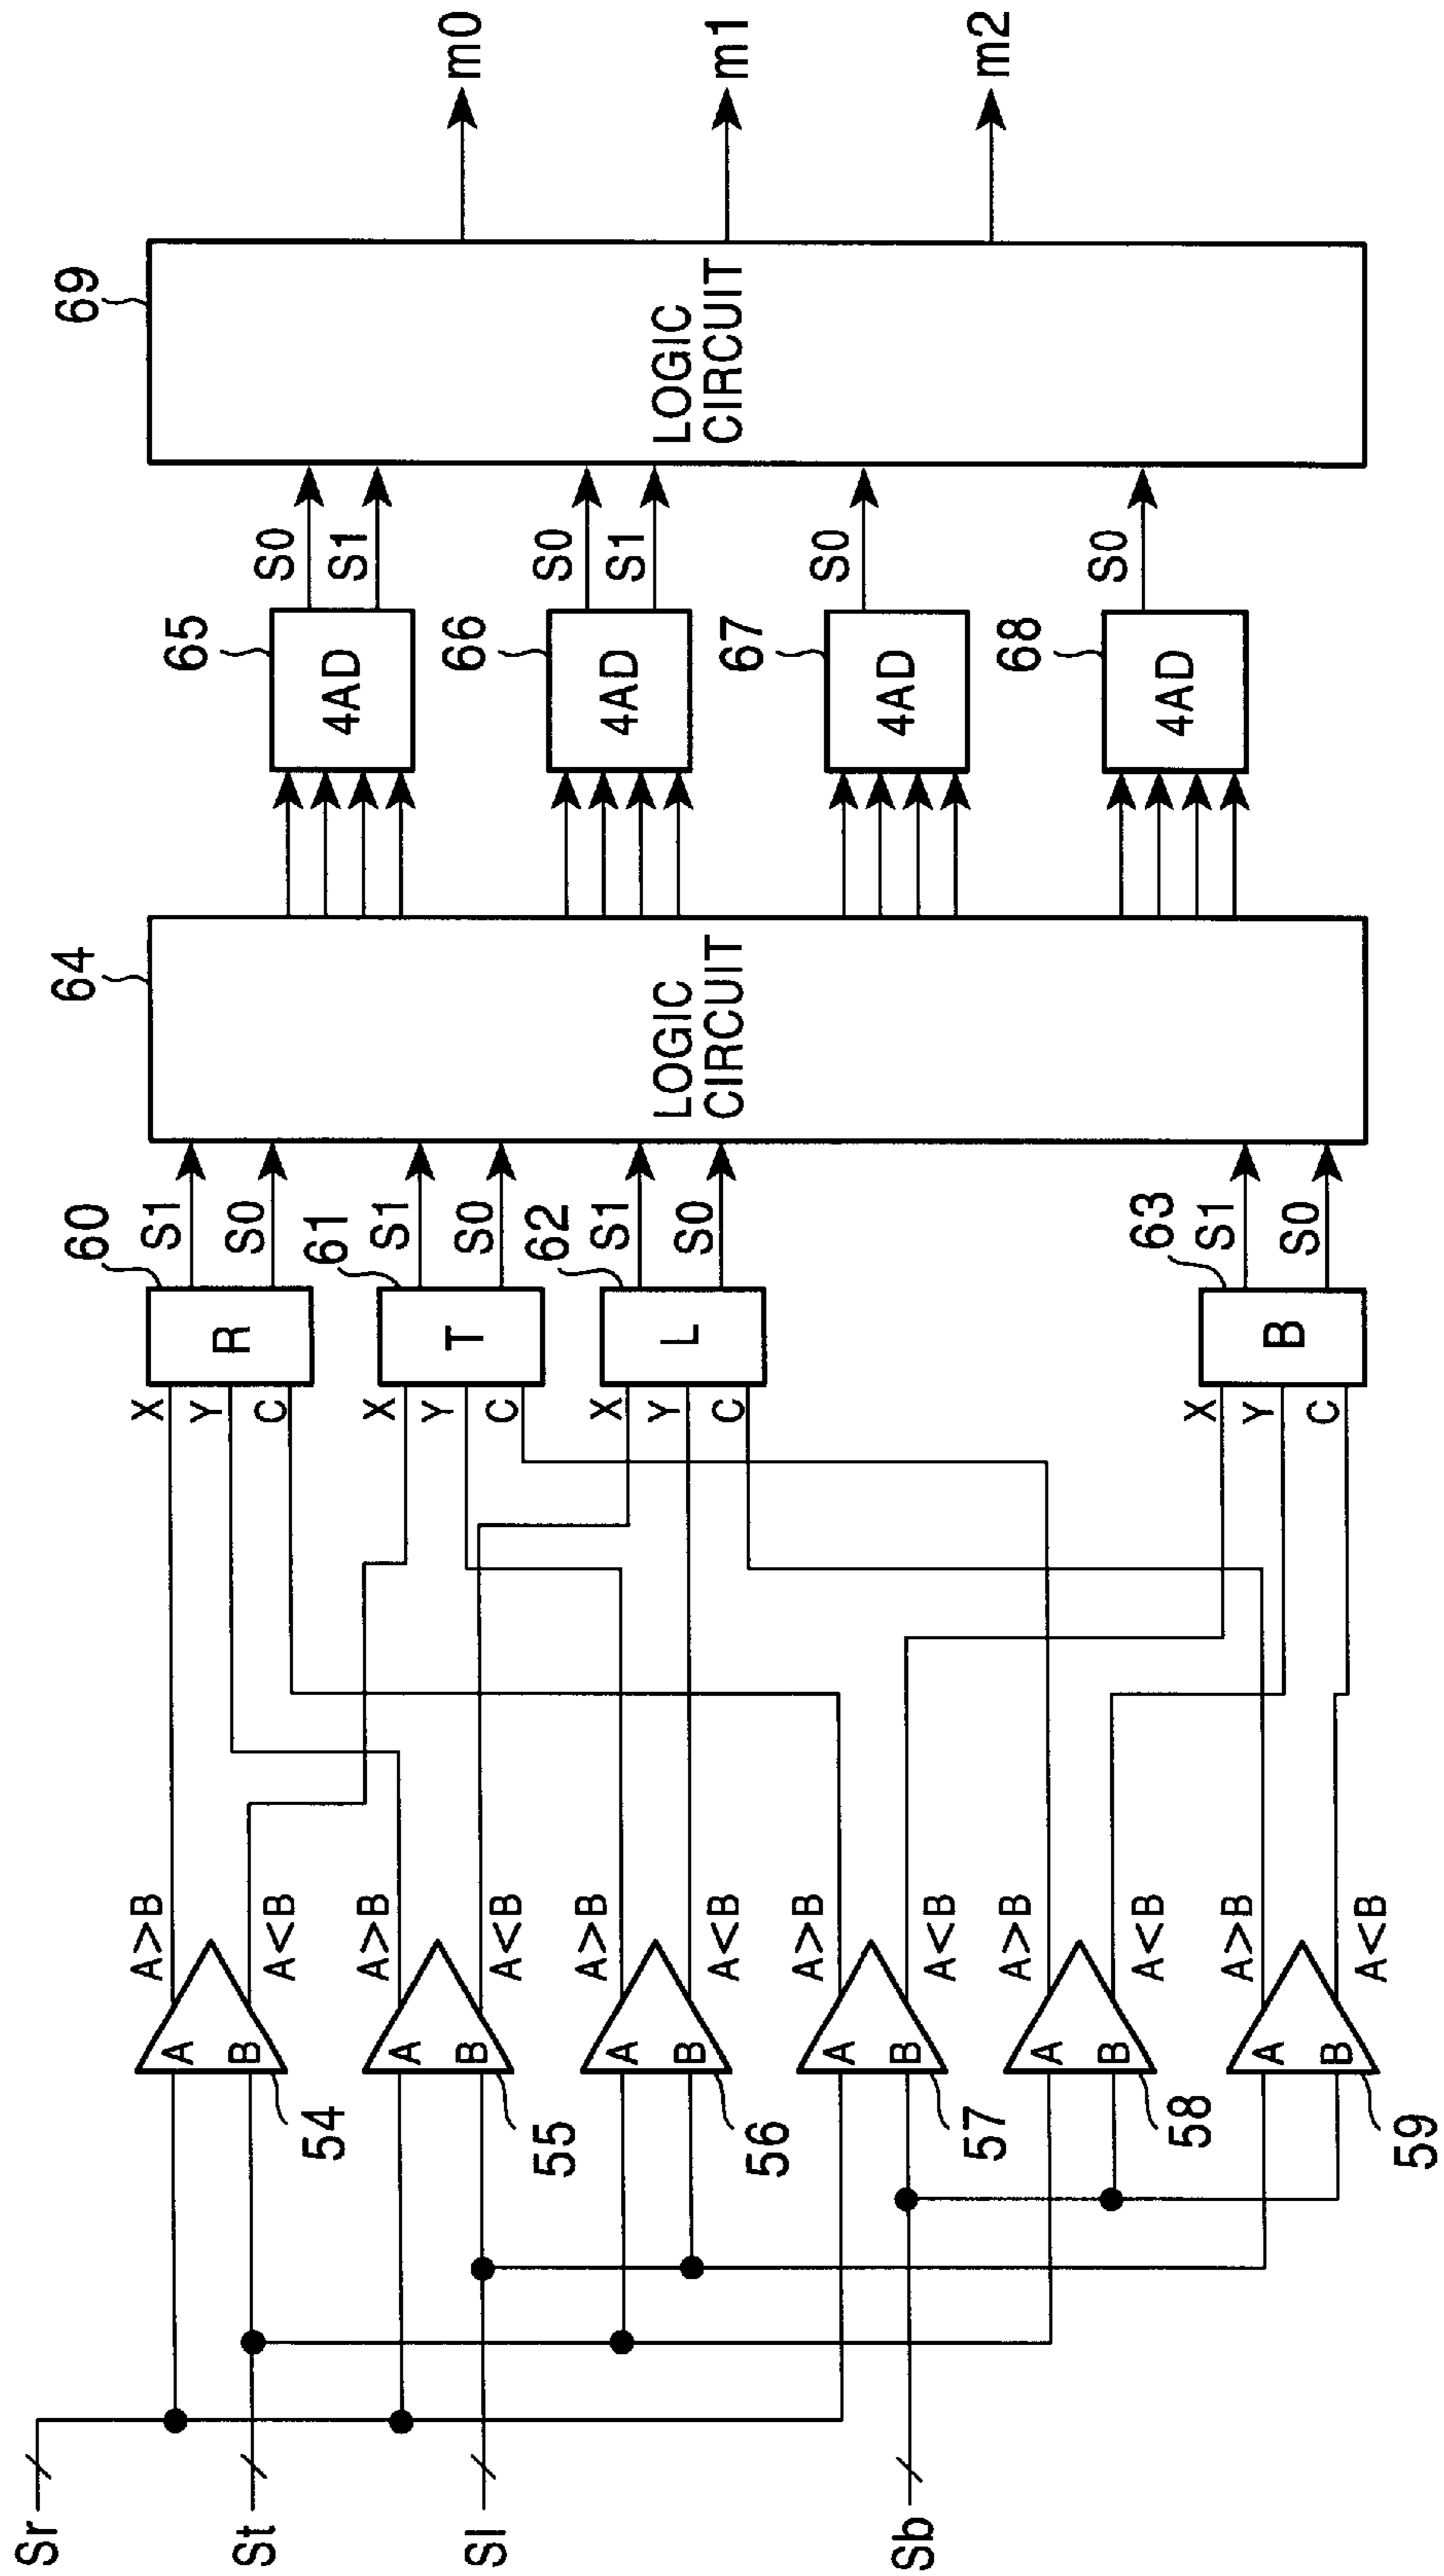 Sr
St
Sl
Sb
A
B
54
A>B
A<B
A
B
55
A>B
A<B
A
B
56
A>B
A<B
A
B
57
A>B
A<B
A
B
58
A>B
A<B
A
B
59
A>B
A<B
X
Y
C
R
60
S1
S0
X
Y
C
T
61
S1
S0
X
Y
C
L
62
S1
S0
X
Y
C
B
63
S1
S0
64
LOGIC
CIRCUIT
65
4AD
S0
S1
66
4AD
S0
S1
67
4AD
S0
68
4AD
S0
69
LOGIC
CIRCUIT
m0
m1
m2